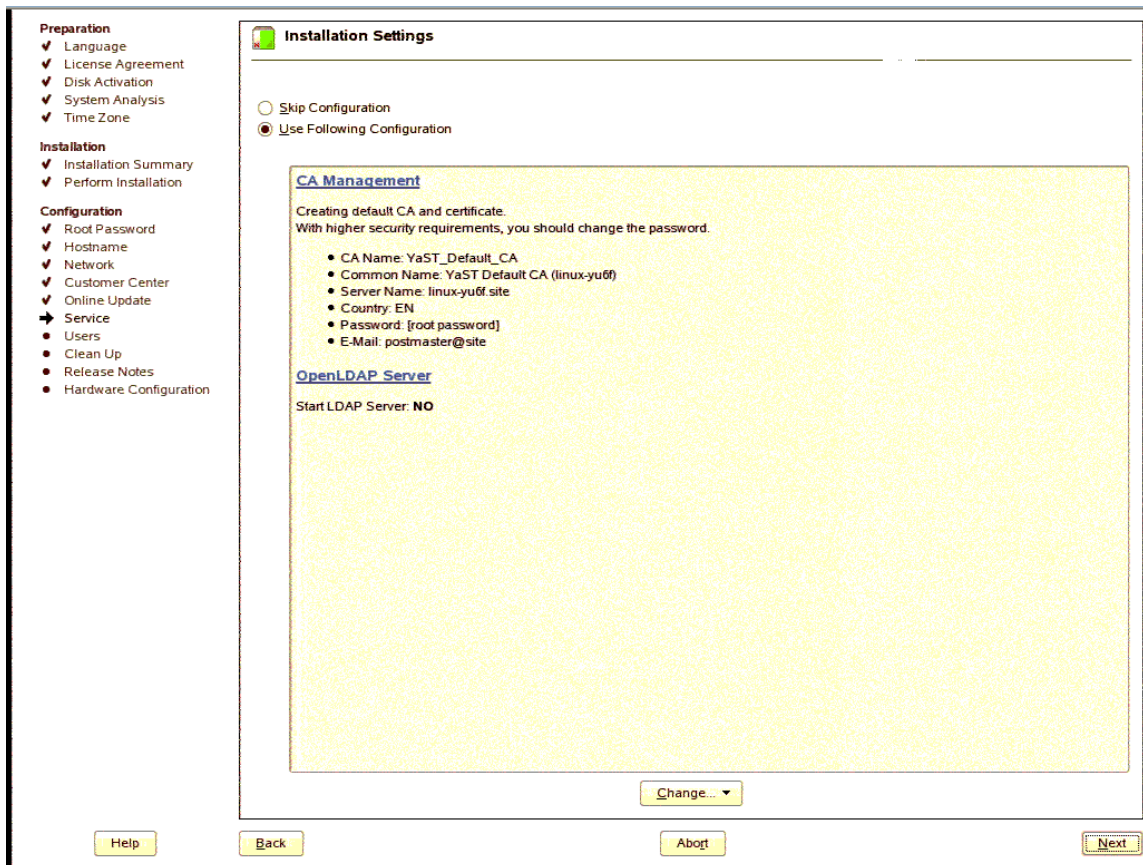 Preparation
Language
License Agreement
Disk Activation
System Analysis
Time Zone
Installation
Installation Summary
Perform Installation
Configuration
Root Password
Hostname
Network
Customer Center
Online Update
Service
Users
Clean Up
Release Notes
Hardware Configuration
Installation Settings
Skip Configuration
Use Following Configuration
CA Management
Creating default CA and certificate.
With higher security requirements, you should change the password.
CA Name: YaST_Default_CA
Common Name: YaST Default CA (linux-yu6f)
Server Name: linux-yu6f.site
Country: EN
Password: [root password]
E-Mail: postmaster@site
OpenLDAP Server
Start LDAP Server: NO
Change...
Help
Back
Abort
Next